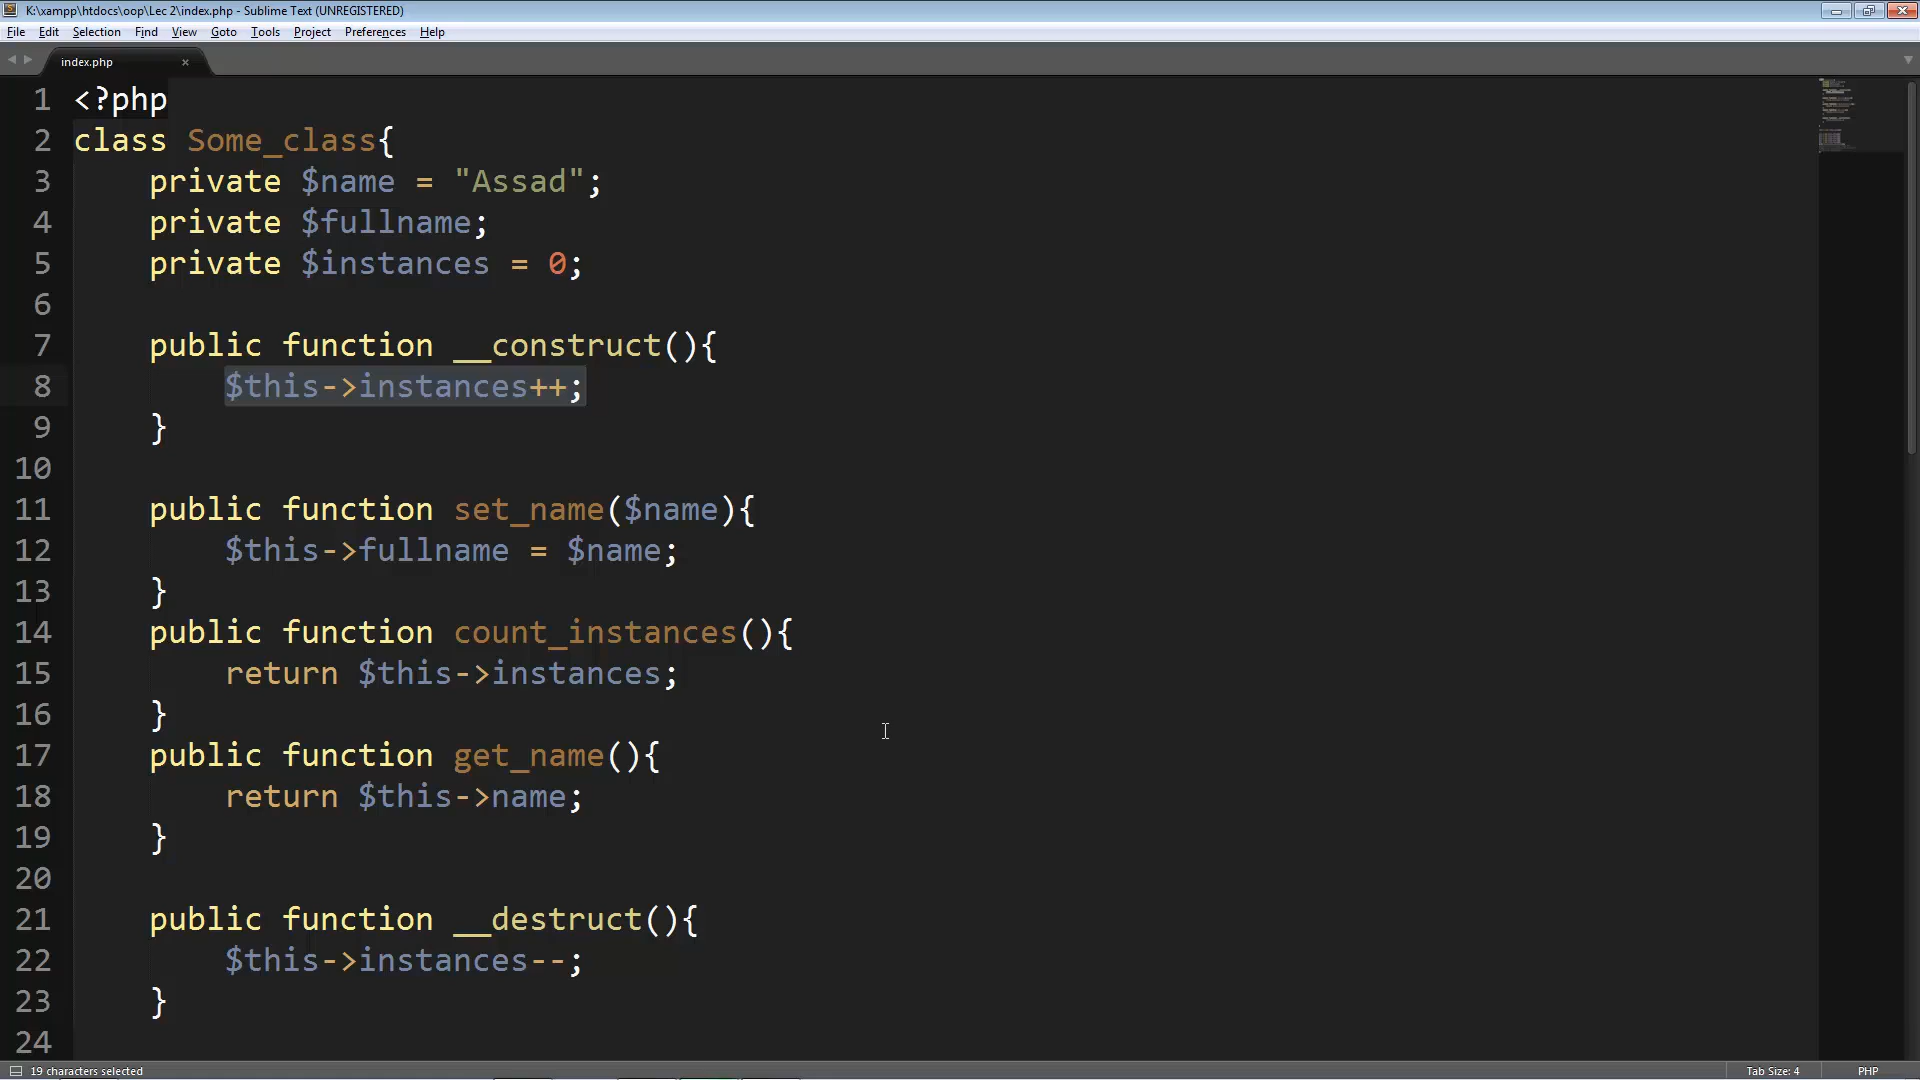 K:\xampp\htdocs\oop\Lec 2\index.php - Sublime Text (UNREGISTERED)
File Edit Selection Find View Goto Tools Project Preferences Help
index.php ×
1 <?php
2 class Some_class{
3     private $name = "Assad";
4     private $fullname;
5     private $instances = 0;
6
7     public function __construct(){
8         $this->instances++;
9     }
10
11     public function set_name($name){
12         $this->fullname = $name;
13     }
14     public function count_instances(){
15         return $this->instances;
16     }
17     public function get_name(){
18         return $this->name;
19     }
20
21     public function __destruct(){
22         $this->instances--;
23     }
24
19 characters selected Tab Size: 4 PHP